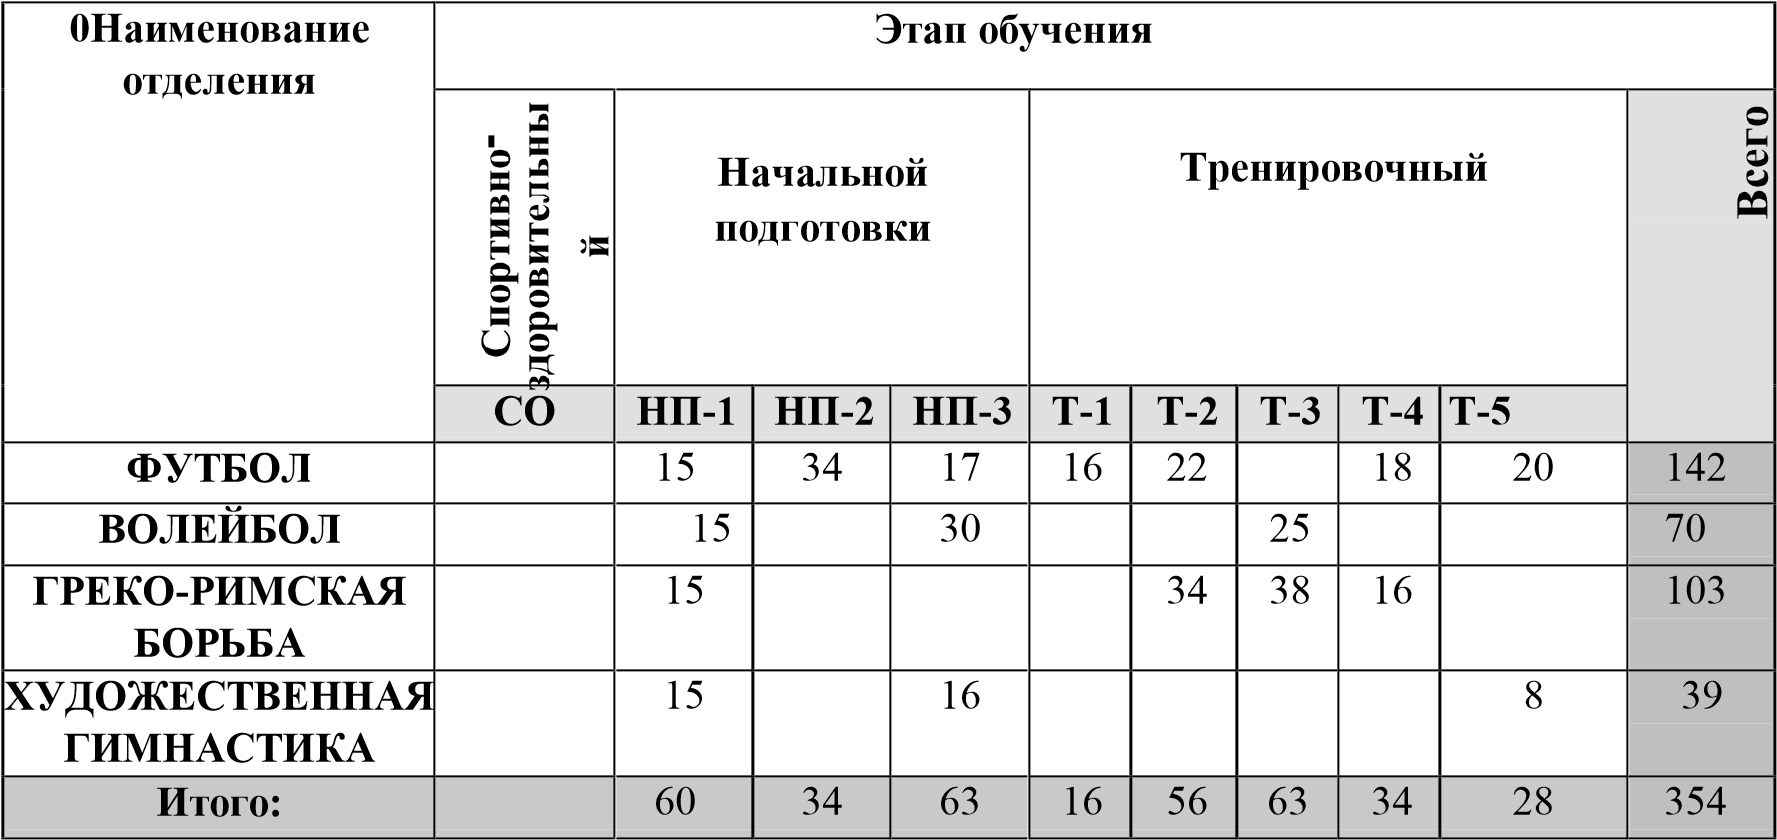 0Наименование
отделения
Этап обучения
Спортивно-
здоровительны
й
Начальной
подготовки
Тренировочный
Всего
СО НП-1 НП-2 НП-3 Т-1 Т-2 Т-3 Т-4 Т-5
ФУТБОЛ 15 34 17 16 22 18 20 142
ВОЛЕЙБОЛ 15 30 25 70
ГРЕКО-РИМСКАЯ 15 34 38 16 103
БОРЬБА
ХУДОЖЕСТВЕННАЯ 15 16 8 39
ГИМНАСТИКА
Итого: 60 34 63 16 56 63 34 28 354